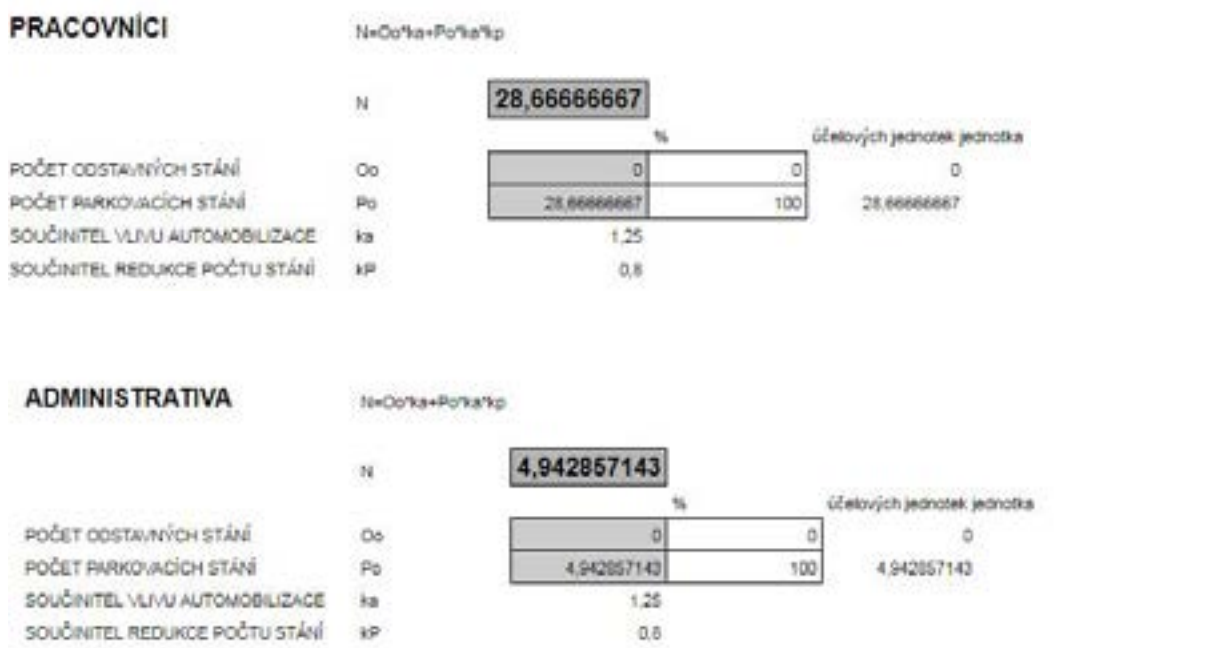 PRACOVNÍCI N=Oo*ka+Po*ka*kp
N 28,66666667
% účelových jednotek jednotka
POČET ODSTAVNÝCH STÁNÍ Oo 0 0 0
POČET PARKOVACÍCH STÁNÍ Po 28,66666667 100 28,66666667
SOUČINITEL VLIVU AUTOMOBILIZACE ka 1,25
SOUČINITEL REDUKCE POČTU STÁNÍ kP 0,8
ADMINISTRATIVA N=Oo*ka+Po*ka*kp
N 4,942857143
% účelových jednotek jednotka
POČET ODSTAVNÝCH STÁNÍ Oo 0 0 0
POČET PARKOVACÍCH STÁNÍ Po 4,942857143 100 4,942857143
SOUČINITEL VLIVU AUTOMOBILIZACE ka 1,25
SOUČINITEL REDUKCE POČTU STÁNÍ kP 0,8